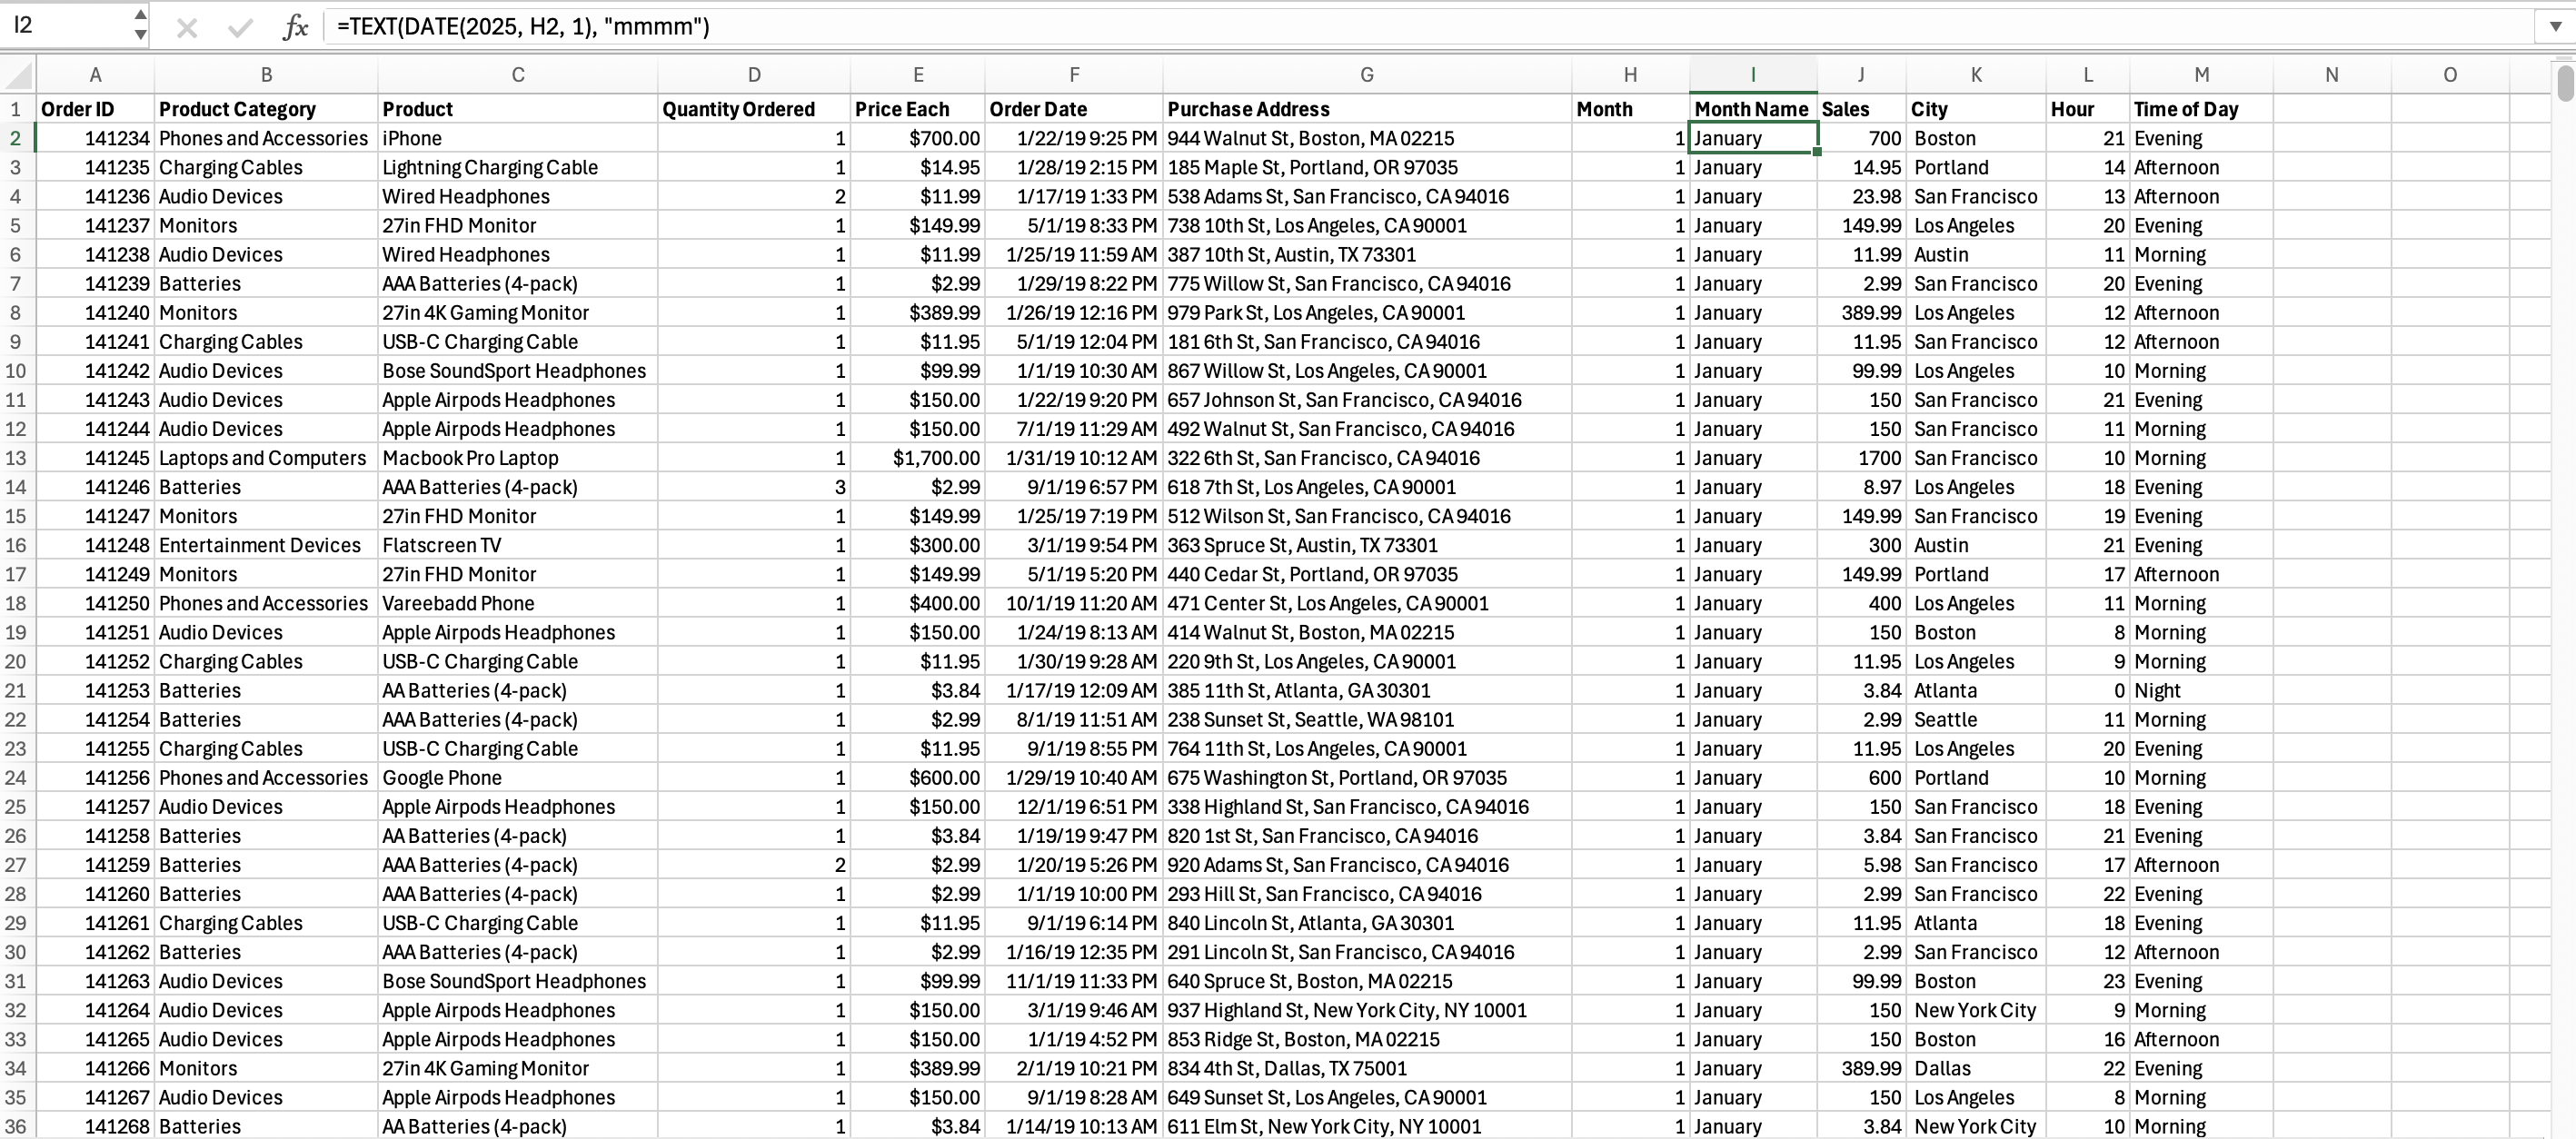 I2 fx =TEXT(DATE(2025, H2, 1), "mmmm")
A B C D E F G H I J K L M N O
1 Order ID Product Category Product Quantity Ordered Price Each Order Date Purchase Address Month Month Name Sales City Hour Time of Day
2 141234 Phones and Accessories iPhone 1 $700.00 1/22/19 9:25 PM 944 Walnut St, Boston, MA 02215 1 January 700 Boston 21 Evening
3 141235 Charging Cables Lightning Charging Cable 1 $14.95 1/28/19 2:15 PM 185 Maple St, Portland, OR 97035 1 January 14.95 Portland 14 Afternoon
4 141236 Audio Devices Wired Headphones 2 $11.99 1/17/19 1:33 PM 538 Adams St, San Francisco, CA 94016 1 January 23.98 San Francisco 13 Afternoon
5 141237 Monitors 27in FHD Monitor 1 $149.99 5/1/19 8:33 PM 738 10th St, Los Angeles, CA 90001 1 January 149.99 Los Angeles 20 Evening
6 141238 Audio Devices Wired Headphones 1 $11.99 1/25/19 11:59 AM 387 10th St, Austin, TX 73301 1 January 11.99 Austin 11 Morning
7 141239 Batteries AAA Batteries (4-pack) 1 $2.99 1/29/19 8:22 PM 775 Willow St, San Francisco, CA 94016 1 January 2.99 San Francisco 20 Evening
8 141240 Monitors 27in 4K Gaming Monitor 1 $389.99 1/26/19 12:16 PM 979 Park St, Los Angeles, CA 90001 1 January 389.99 Los Angeles 12 Afternoon
9 141241 Charging Cables USB-C Charging Cable 1 $11.95 5/1/19 12:04 PM 181 6th St, San Francisco, CA 94016 1 January 11.95 San Francisco 12 Afternoon
10 141242 Audio Devices Bose SoundSport Headphones 1 $99.99 1/1/19 10:30 AM 867 Willow St, Los Angeles, CA 90001 1 January 99.99 Los Angeles 10 Morning
11 141243 Audio Devices Apple Airpods Headphones 1 $150.00 1/22/19 9:20 PM 657 Johnson St, San Francisco, CA 94016 1 January 150 San Francisco 21 Evening
12 141244 Audio Devices Apple Airpods Headphones 1 $150.00 7/1/19 11:29 AM 492 Walnut St, San Francisco, CA 94016 1 January 150 San Francisco 11 Morning
13 141245 Laptops and Computers Macbook Pro Laptop 1 $1,700.00 1/31/19 10:12 AM 322 6th St, San Francisco, CA 94016 1 January 1700 San Francisco 10 Morning
14 141246 Batteries AAA Batteries (4-pack) 3 $2.99 9/1/19 6:57 PM 618 7th St, Los Angeles, CA 90001 1 January 8.97 Los Angeles 18 Evening
15 141247 Monitors 27in FHD Monitor 1 $149.99 1/25/19 7:19 PM 512 Wilson St, San Francisco, CA 94016 1 January 149.99 San Francisco 19 Evening
16 141248 Entertainment Devices Flatscreen TV 1 $300.00 3/1/19 9:54 PM 363 Spruce St, Austin, TX 73301 1 January 300 Austin 21 Evening
17 141249 Monitors 27in FHD Monitor 1 $149.99 5/1/19 5:20 PM 440 Cedar St, Portland, OR 97035 1 January 149.99 Portland 17 Afternoon
18 141250 Phones and Accessories Vareebadd Phone 1 $400.00 10/1/19 11:20 AM 471 Center St, Los Angeles, CA 90001 1 January 400 Los Angeles 11 Morning
19 141251 Audio Devices Apple Airpods Headphones 1 $150.00 1/24/19 8:13 AM 414 Walnut St, Boston, MA 02215 1 January 150 Boston 8 Morning
20 141252 Charging Cables USB-C Charging Cable 1 $11.95 1/30/19 9:28 AM 220 9th St, Los Angeles, CA 90001 1 January 11.95 Los Angeles 9 Morning
21 141253 Batteries AA Batteries (4-pack) 1 $3.84 1/17/19 12:09 AM 385 11th St, Atlanta, GA 30301 1 January 3.84 Atlanta 0 Night
22 141254 Batteries AAA Batteries (4-pack) 1 $2.99 8/1/19 11:51 AM 238 Sunset St, Seattle, WA 98101 1 January 2.99 Seattle 11 Morning
23 141255 Charging Cables USB-C Charging Cable 1 $11.95 9/1/19 8:55 PM 764 11th St, Los Angeles, CA 90001 1 January 11.95 Los Angeles 20 Evening
24 141256 Phones and Accessories Google Phone 1 $600.00 1/29/19 10:40 AM 675 Washington St, Portland, OR 97035 1 January 600 Portland 10 Morning
25 141257 Audio Devices Apple Airpods Headphones 1 $150.00 12/1/19 6:51 PM 338 Highland St, San Francisco, CA 94016 1 January 150 San Francisco 18 Evening
26 141258 Batteries AA Batteries (4-pack) 1 $3.84 1/19/19 9:47 PM 820 1st St, San Francisco, CA 94016 1 January 3.84 San Francisco 21 Evening
27 141259 Batteries AAA Batteries (4-pack) 2 $2.99 1/20/19 5:26 PM 920 Adams St, San Francisco, CA 94016 1 January 5.98 San Francisco 17 Afternoon
28 141260 Batteries AAA Batteries (4-pack) 1 $2.99 1/1/19 10:00 PM 293 Hill St, San Francisco, CA 94016 1 January 2.99 San Francisco 22 Evening
29 141261 Charging Cables USB-C Charging Cable 1 $11.95 9/1/19 6:14 PM 840 Lincoln St, Atlanta, GA 30301 1 January 11.95 Atlanta 18 Evening
30 141262 Batteries AAA Batteries (4-pack) 1 $2.99 1/16/19 12:35 PM 291 Lincoln St, San Francisco, CA 94016 1 January 2.99 San Francisco 12 Afternoon
31 141263 Audio Devices Bose SoundSport Headphones 1 $99.99 11/1/19 11:33 PM 640 Spruce St, Boston, MA 02215 1 January 99.99 Boston 23 Evening
32 141264 Audio Devices Apple Airpods Headphones 1 $150.00 3/1/19 9:46 AM 937 Highland St, New York City, NY 10001 1 January 150 New York City 9 Morning
33 141265 Audio Devices Apple Airpods Headphones 1 $150.00 1/1/19 4:52 PM 853 Ridge St, Boston, MA 02215 1 January 150 Boston 16 Afternoon
34 141266 Monitors 27in 4K Gaming Monitor 1 $389.99 2/1/19 10:21 PM 834 4th St, Dallas, TX 75001 1 January 389.99 Dallas 22 Evening
35 141267 Audio Devices Apple Airpods Headphones 1 $150.00 9/1/19 8:28 AM 649 Sunset St, Los Angeles, CA 90001 1 January 150 Los Angeles 8 Morning
36 141268 Batteries AA Batteries (4-pack) 1 $3.84 1/14/19 10:13 AM 611 Elm St, New York City, NY 10001 1 January 3.84 New York City 10 Morning